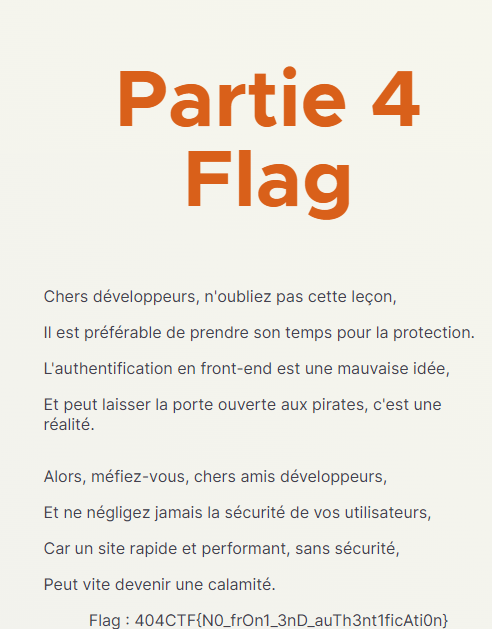 Partie 4
Flag
Chers développeurs, n'oubliez pas cette leçon,
Il est préférable de prendre son temps pour la protection.
L'authentification en front-end est une mauvaise idée,
Et peut laisser la porte ouverte aux pirates, c'est une
réalité.
Alors, méfiez-vous, chers amis développeurs,
Et ne négligez jamais la sécurité de vos utilisateurs,
Car un site rapide et performant, sans sécurité,
Peut vite devenir une calamité.
Flag : 404CTF{N0_frOn1_3nD_auTh3nt1ficAti0n}